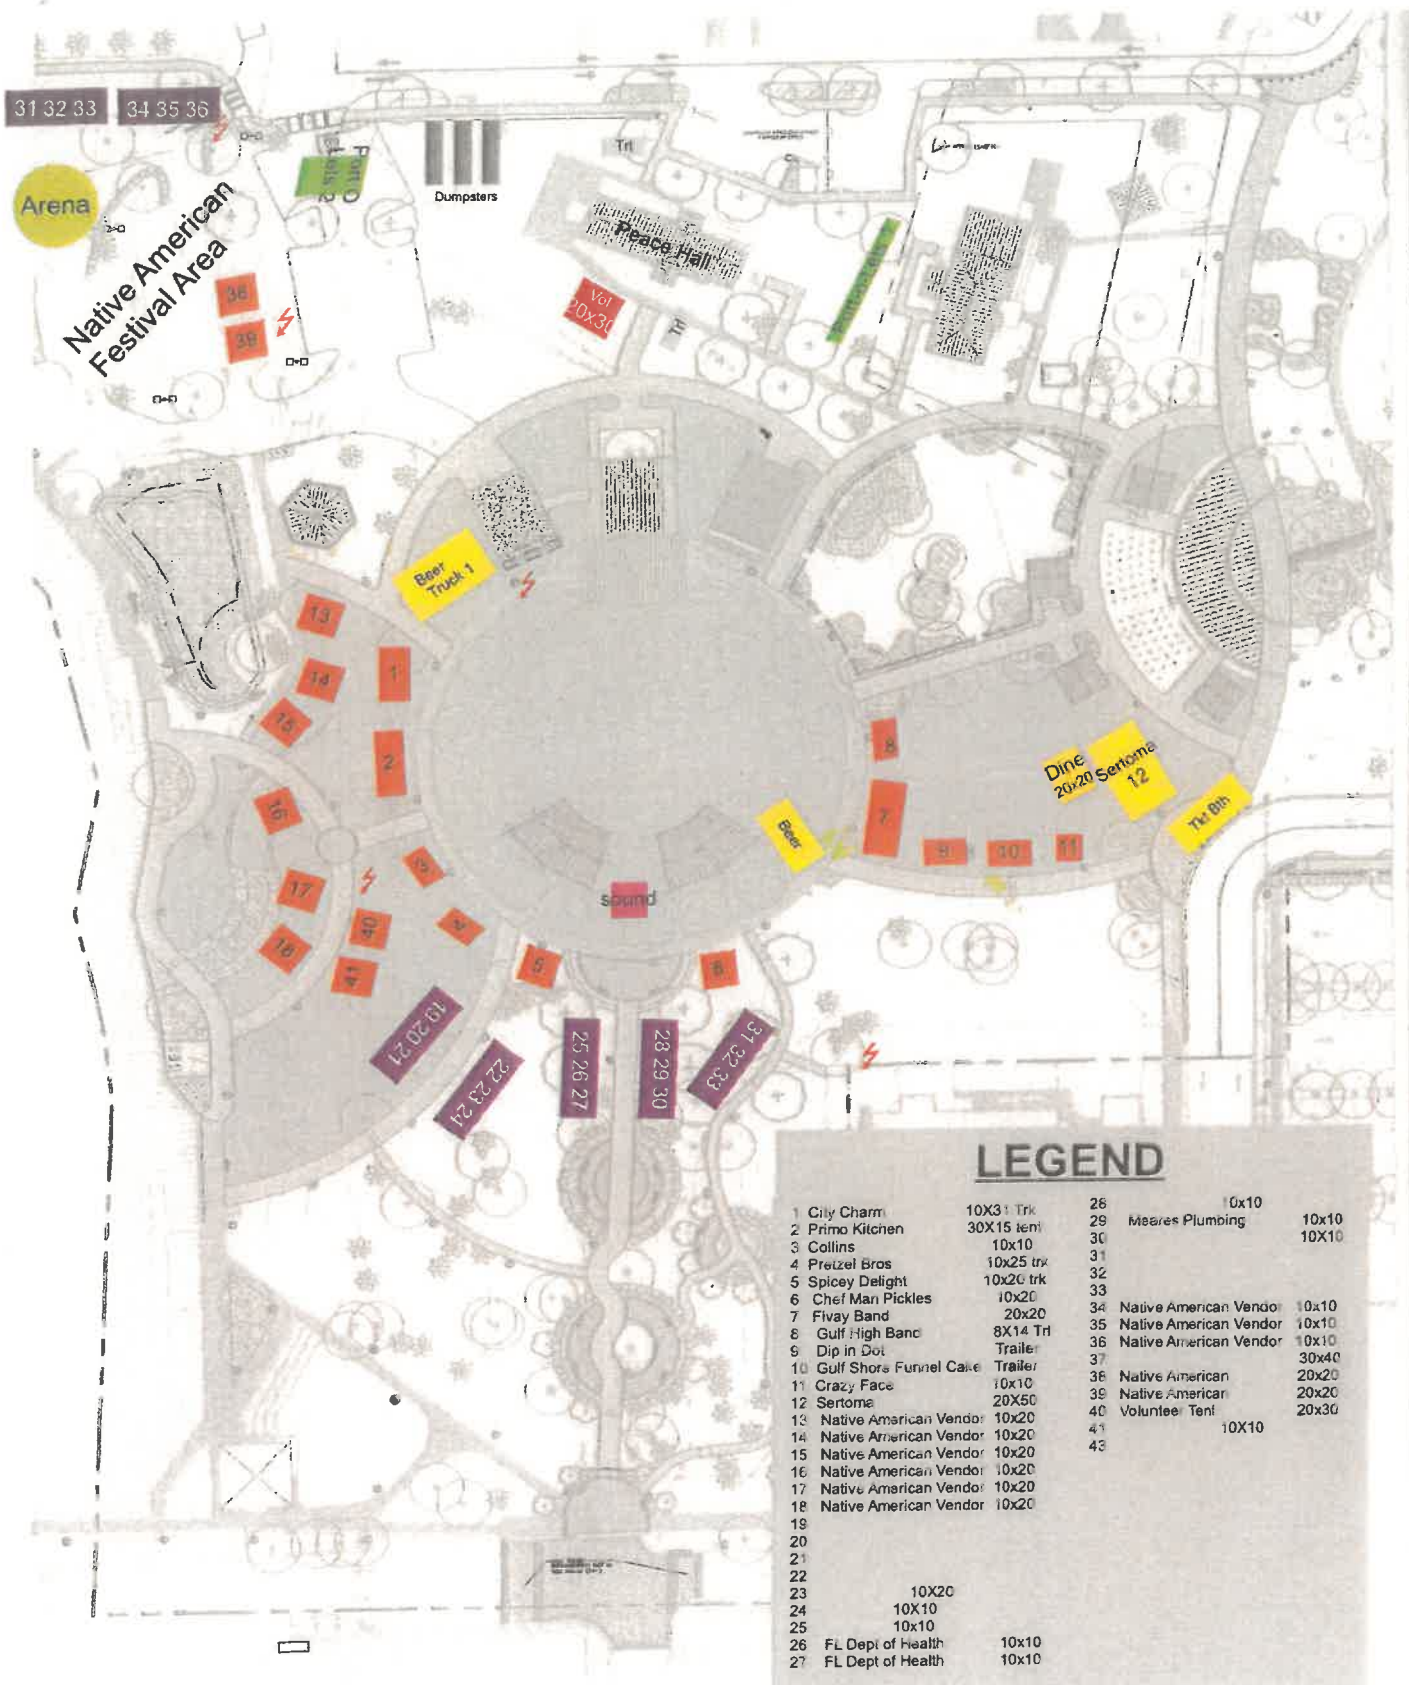 31 32 33
34 35 36
Arena
Native American
Festival Area
Port O
Lets 2
Dumpsters
Trl
Peace Hall
Vol
20x30
Trl
38
39
Beer
Truck 1
13
14
15
1
2
16
17
18
3
4
40
41
5
6
sound
Beer
8
7
9
10
11
Dine
20x20
Sertoma
12
Tkt Bth
19 20 21
22 23 24
25 26 27
28 29 30
31 32 33
LEGEND
1 City Charm 10X31 Trk
2 Primo Kitchen 30X15 tent
3 Collins 10x10
4 Pretzel Bros 10x25 trk
5 Spicey Delight 10x20 trk
6 Chef Man Pickles 10x20
7 Fivay Band 20x20
8 Gulf High Band 8X14 Trl
9 Dip in Dot Trailer
10 Gulf Shore Funnel Cake Trailer
11 Crazy Face 10x10
12 Sertoma 20X50
13 Native American Vendor 10x20
14 Native American Vendor 10x20
15 Native American Vendor 10x20
16 Native American Vendor 10x20
17 Native American Vendor 10x20
18 Native American Vendor 10x20
19
20
21
22
23 10X20
24 10X10
25 10x10
26 FL Dept of Health 10x10
27 FL Dept of Health 10x10
28 10x10
29 Meares Plumbing 10x10
30 10X10
31
32
33
34 Native American Vendor 10x10
35 Native American Vendor 10x10
36 Native American Vendor 10x10
37 30x40
38 Native American 20x20
39 Native American 20x20
40 Volunteer Tent 20x30
41 10X10
43